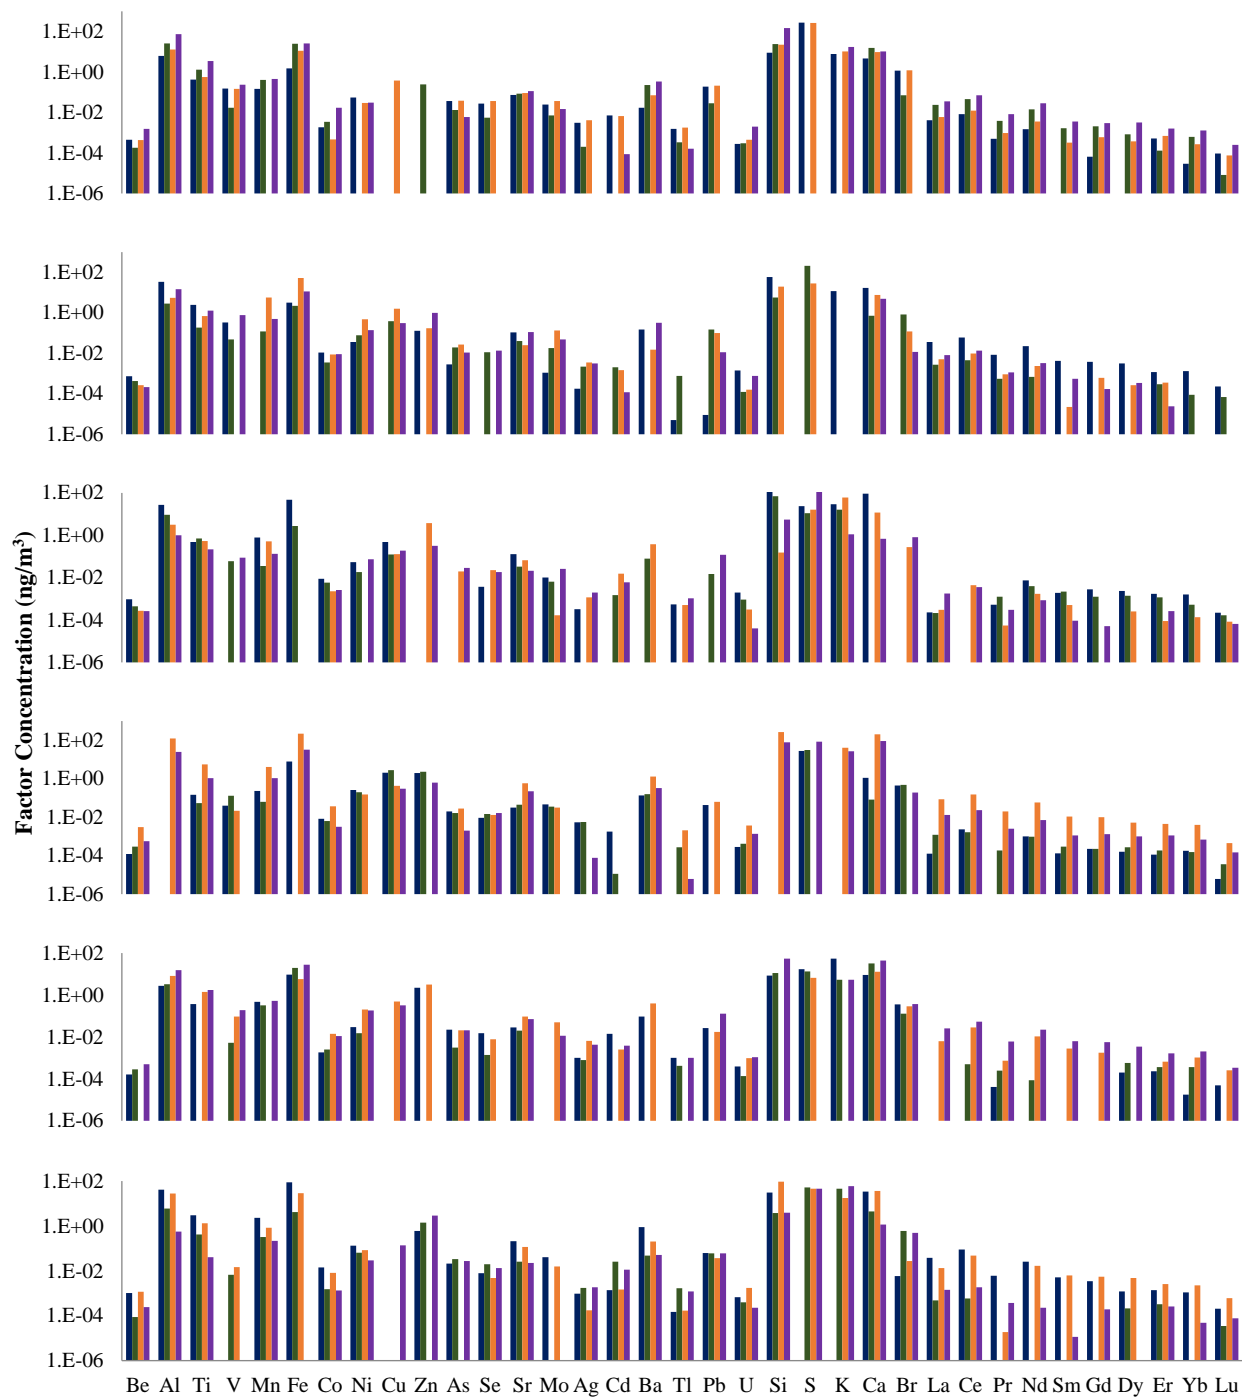 1.E+02
1.E+00
1.E-02
1.E-04
1.E-06
1.E+02
1.E+00
1.E-02
1.E-04
1.E-06
1.E+02
1.E+00
1.E-02
1.E-04
1.E-06
Factor Concentration (ng/m³)
1.E+02
1.E+00
1.E-02
1.E-04
1.E-06
1.E+02
1.E+00
1.E-02
1.E-04
1.E-06
1.E+02
1.E+00
1.E-02
1.E-04
1.E-06
Be Al Ti V Mn Fe Co Ni Cu Zn As Se Sr Mo Ag Cd Ba Tl Pb U Si S K Ca Br La Ce Pr Nd Sm Gd Dy Er Yb Lu